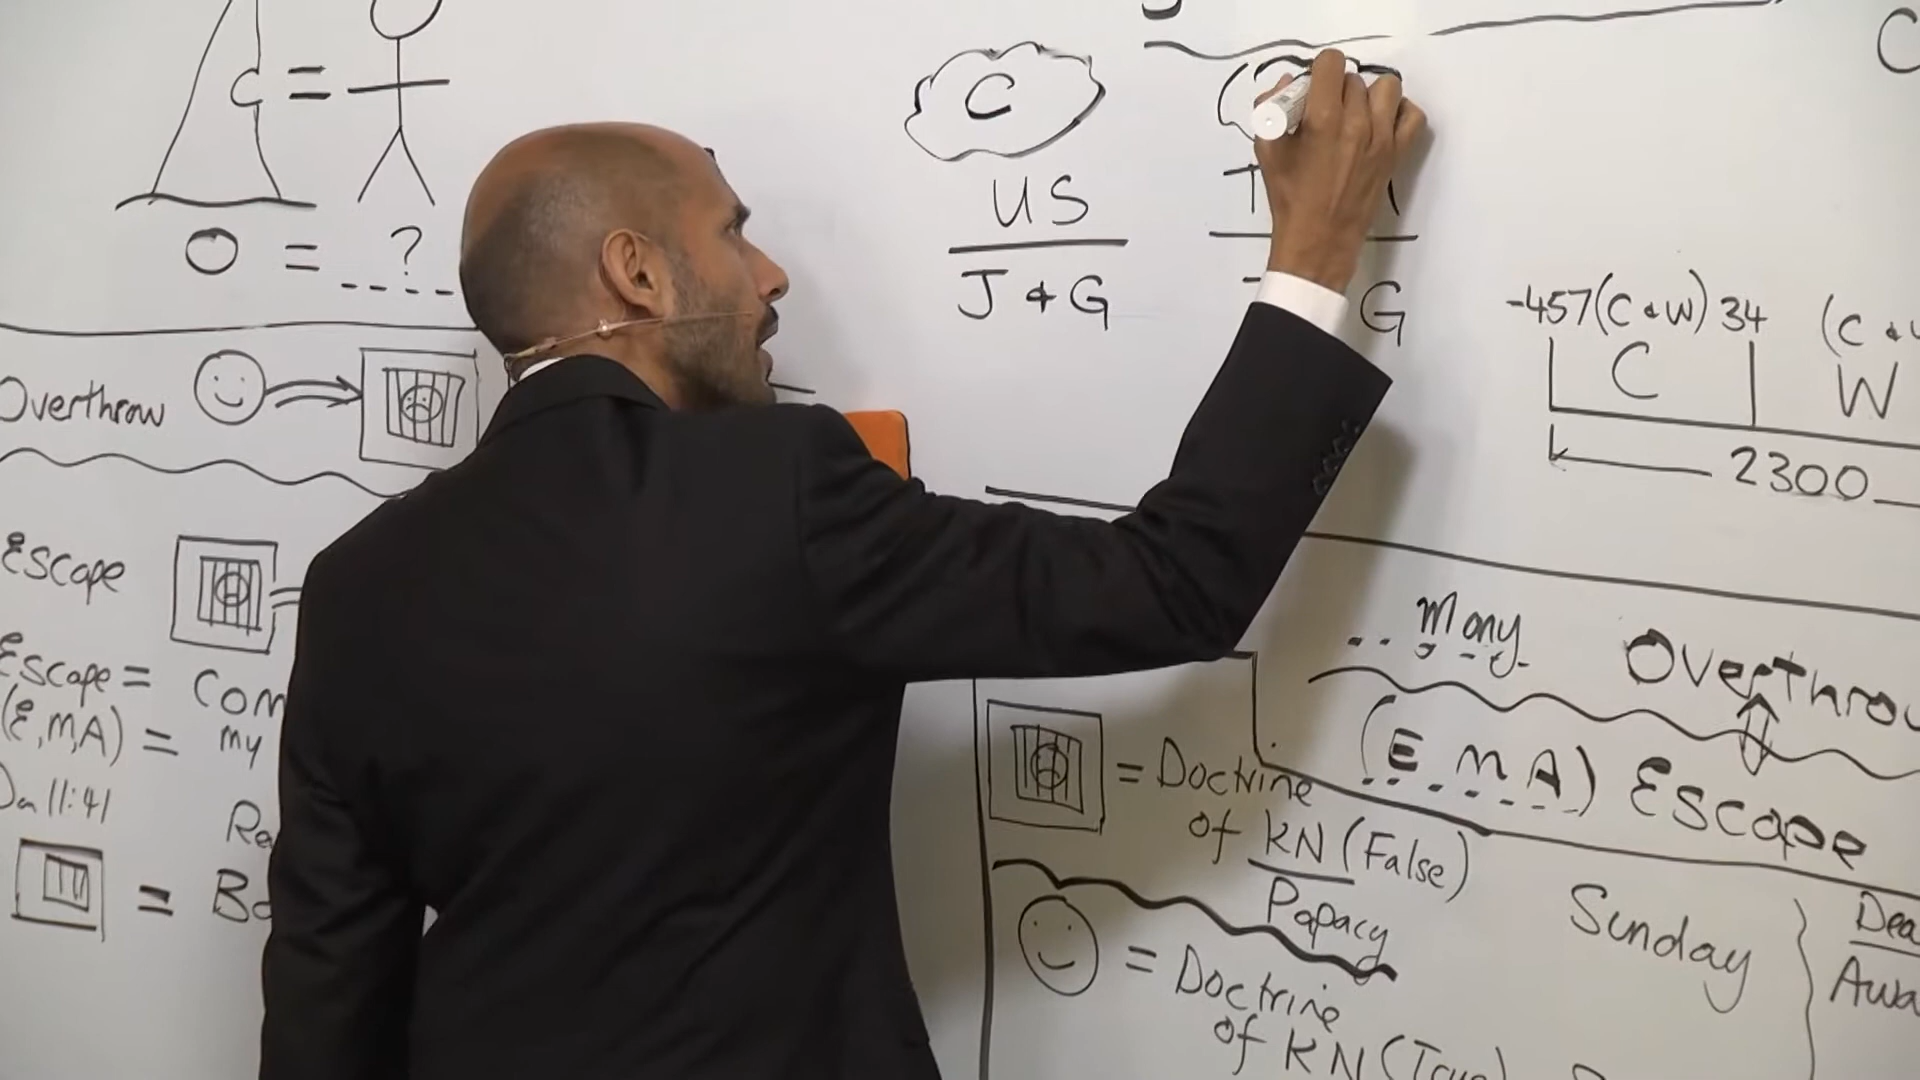 C =
O = ?
Overthrow
Escape
Escape = Com
(E,M,A) = my
Dan 11:41
=
C
US
J & G
G
-457 (C & W) 34 (C &
C W
2300
Many Overthrow
(E M A) Escape
= Doctrine
of KN (False)
Papacy
Sunday
= Doctrine
of KN (True)